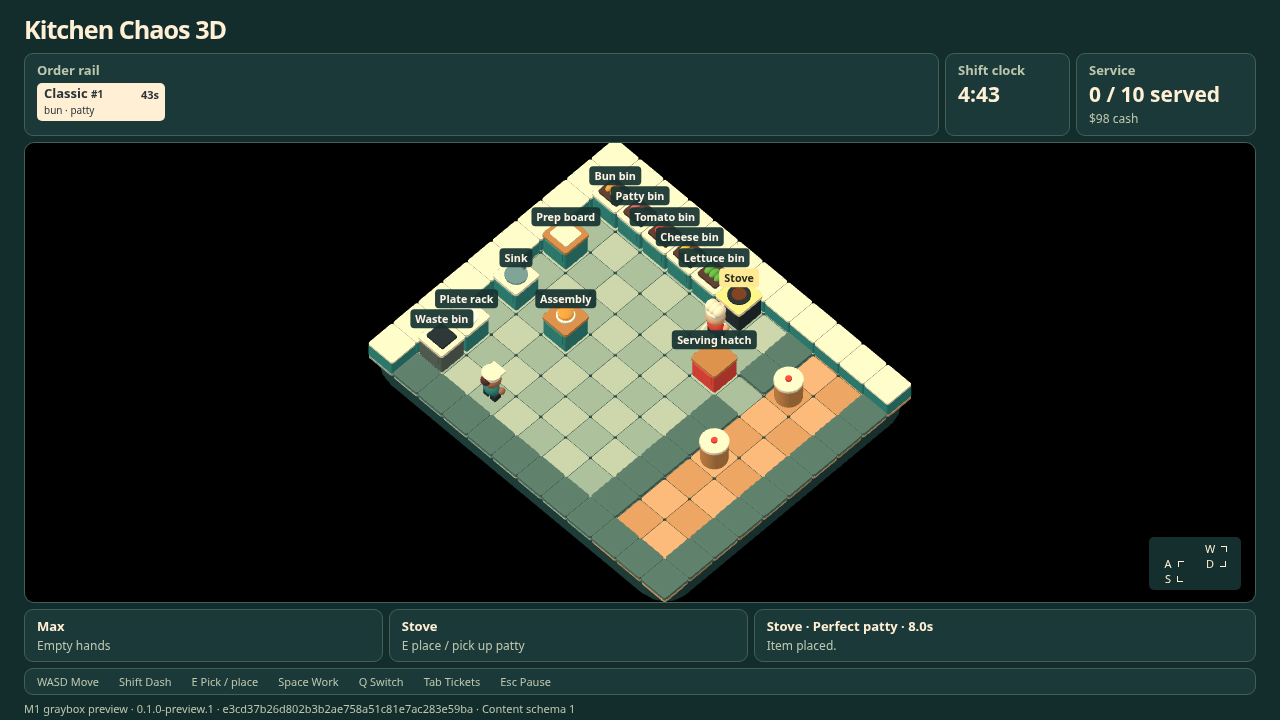 Kitchen Chaos 3D
Order rail
Classic #1 43s
bun · patty
Shift clock
4:43
Service
0 / 10 served
$98 cash
Bun bin
Patty bin
Prep board
Tomato bin
Cheese bin
Sink
Lettuce bin
Stove
Plate rack
Assembly
Waste bin
Serving hatch
W ¬
A ⌜ D ⌟
S ⌞
Max
Empty hands
Stove
E place / pick up patty
Stove · Perfect patty · 8.0s
Item placed.
WASD Move Shift Dash E Pick / place Space Work Q Switch Tab Tickets Esc Pause
M1 graybox preview · 0.1.0-preview.1 · e3cd37b26d802b3b2ae758a51c81e7ac283e59ba · Content schema 1